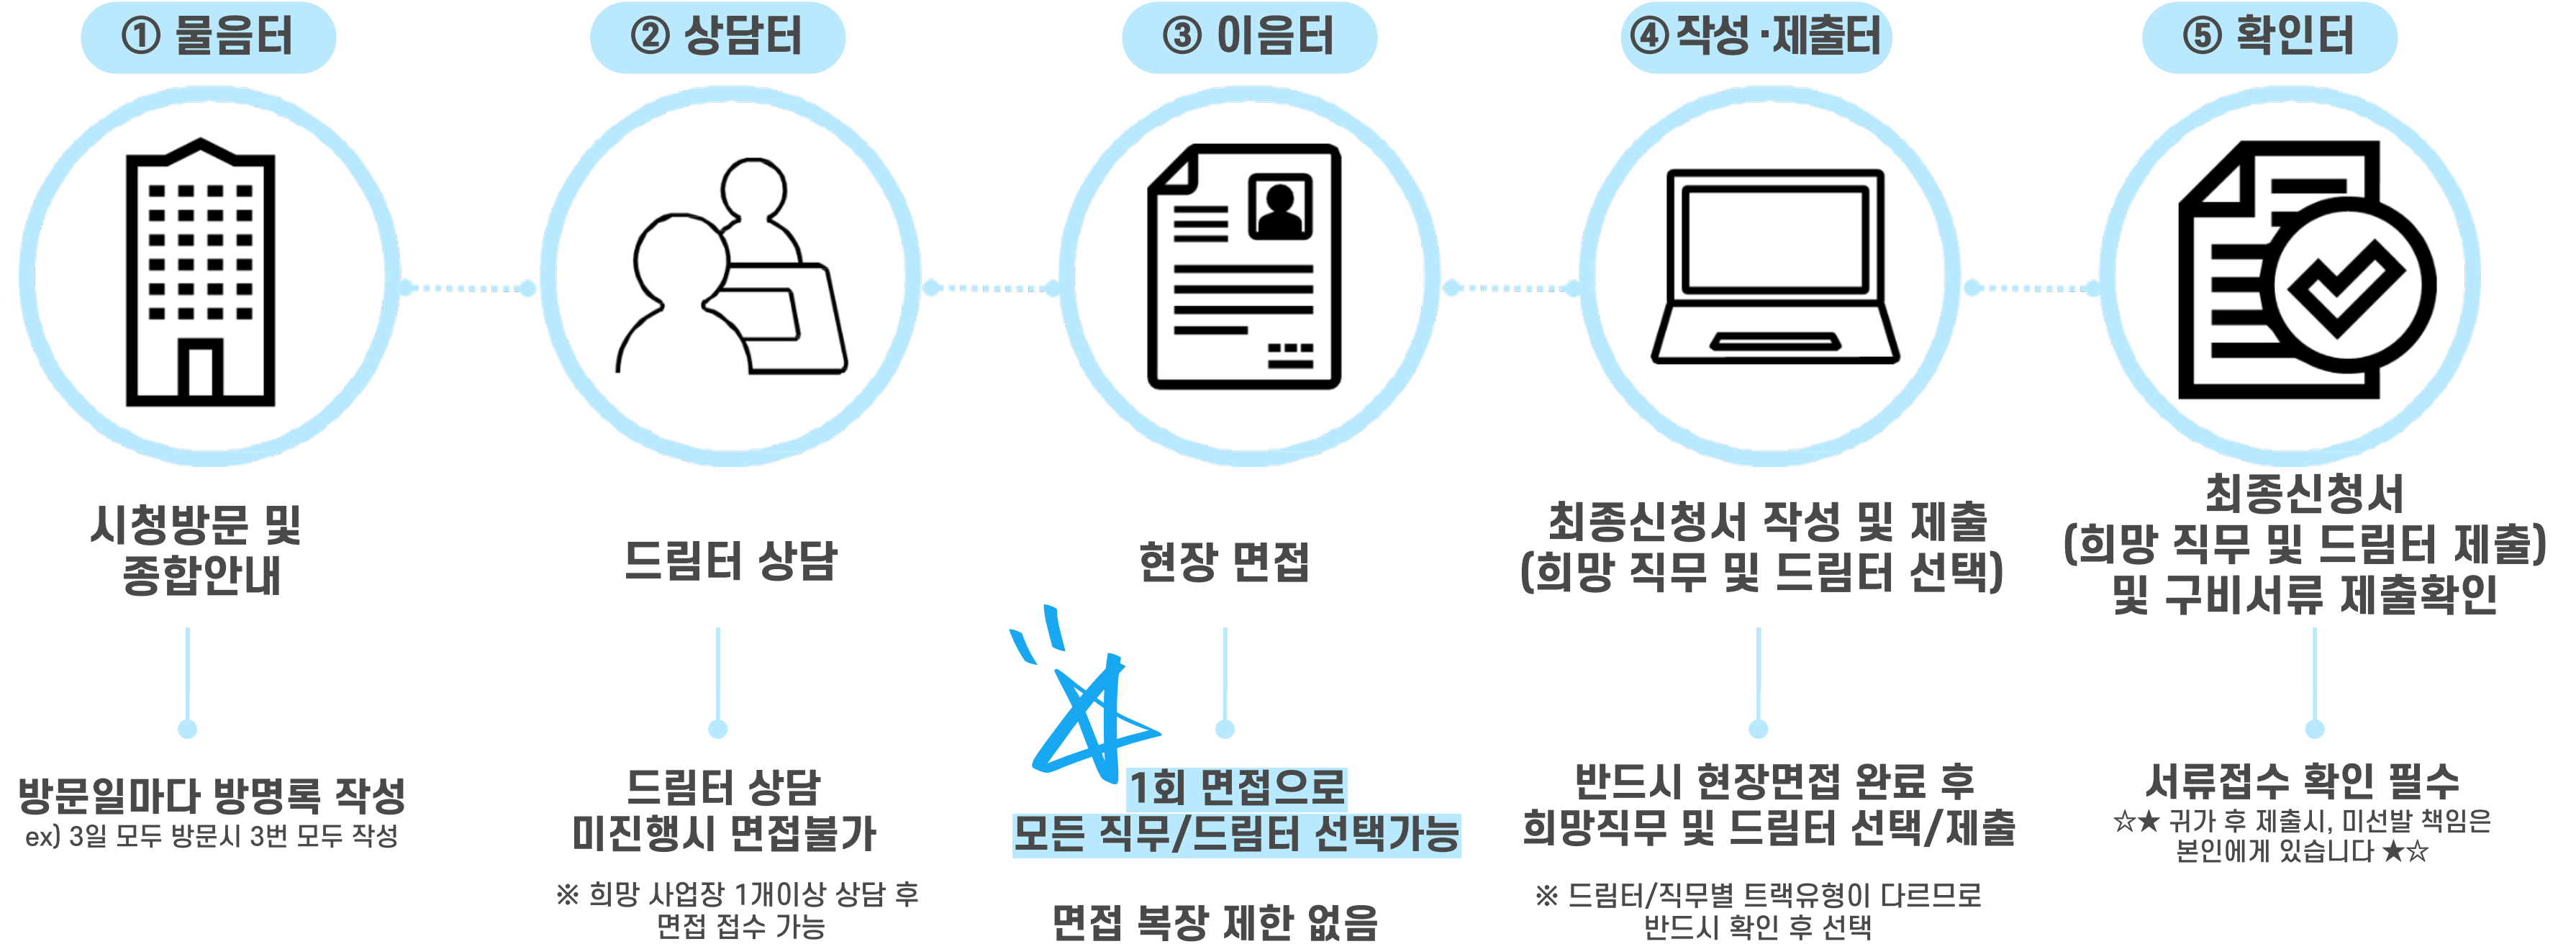 ① 물음터
시청방문 및
종합안내
방문일마다 방명록 작성
ex) 3일 모두 방문시 3번 모두 작성
② 상담터
드림터 상담
드림터 상담
미진행시 면접불가
※ 희망 사업장 1개이상 상담 후
면접 접수 가능
③ 이음터
현장 면접
1회 면접으로
모든 직무/드림터 선택가능
면접 복장 제한 없음
④ 작성·제출터
최종신청서 작성 및 제출
(희망 직무 및 드림터 선택)
반드시 현장면접 완료 후
희망직무 및 드림터 선택/제출
※ 드림터/직무별 트랙유형이 다르므로
반드시 확인 후 선택
⑤ 확인터
최종신청서
(희망 직무 및 드림터 제출)
및 구비서류 제출확인
서류접수 확인 필수
☆★ 귀가 후 제출시, 미선발 책임은
본인에게 있습니다 ★☆